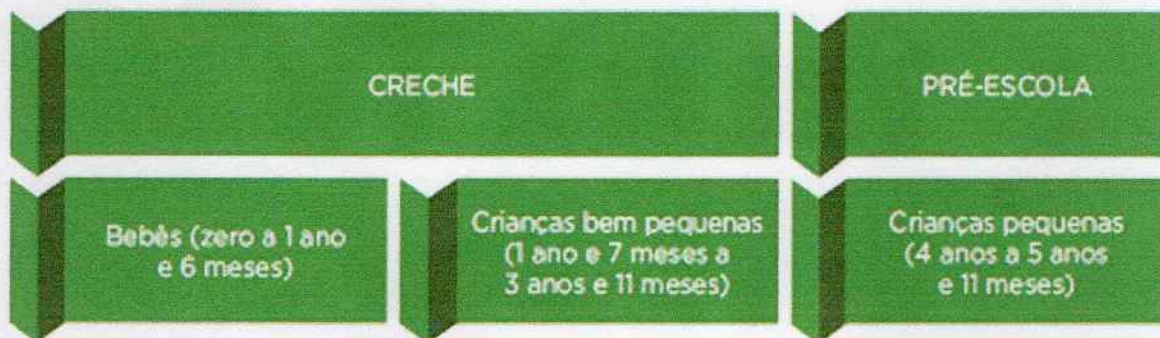 CRECHE
PRÉ-ESCOLA
Bebês (zero a 1 ano
e 6 meses)
Crianças bem pequenas
(1 ano e 7 meses a
3 anos e 11 meses)
Crianças pequenas
(4 anos a 5 anos
e 11 meses)